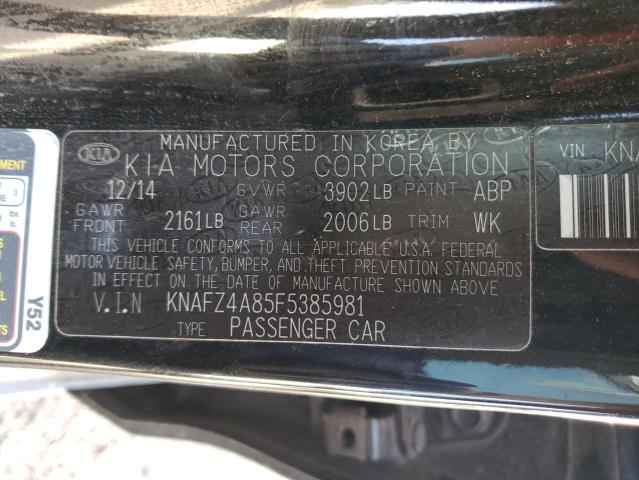 MANUFACTURED IN KOREA BY
KIA KIA MOTORS CORPORATION
12/14 GVWR 3902LB PAINT ABP
GAWR FRONT 2161LB GAWR REAR 2006LB TRIM WK
THIS VEHICLE CONFORMS TO ALL APPLICABLE U.S.A. FEDERAL
MOTOR VEHICLE SAFETY, BUMPER, AND THEFT PREVENTION STANDARDS
IN EFFECT ON THE DATE OF MANUFACTURE SHOWN ABOVE
V.I.N KNAFZ4A85F5385981
TYPE PASSENGER CAR
VIN KNA
Y52
3